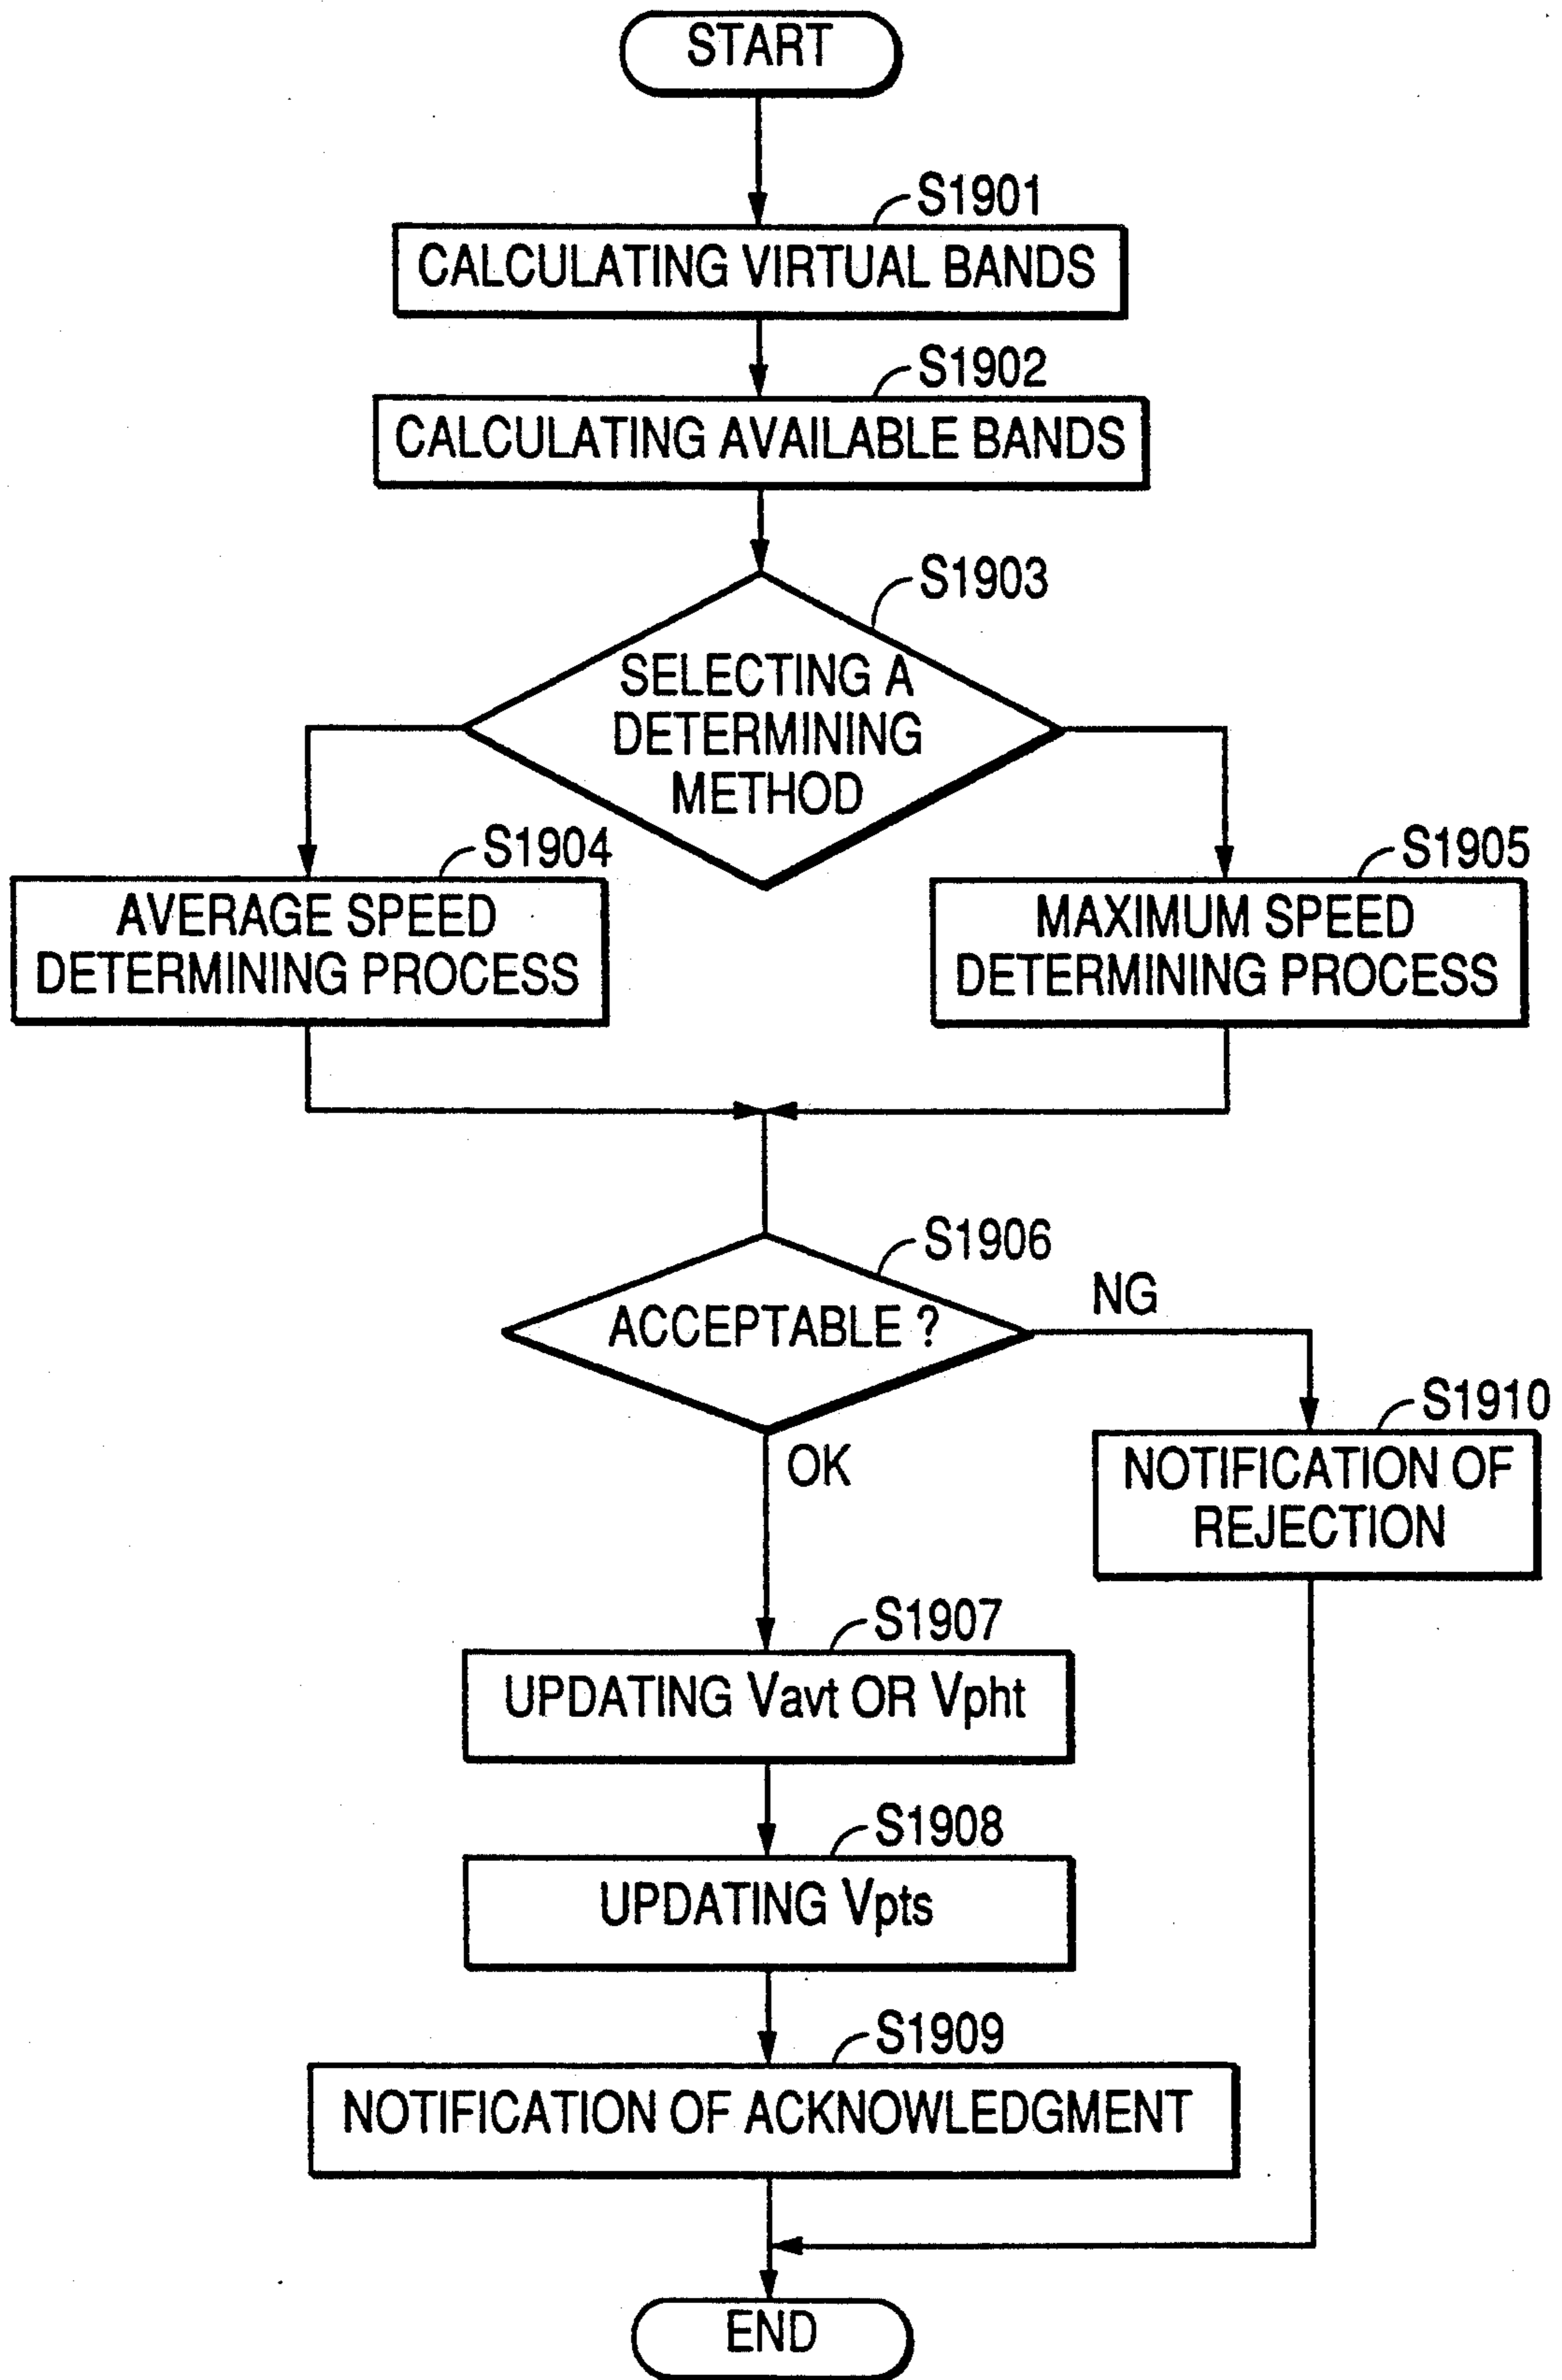 START
S1901
CALCULATING VIRTUAL BANDS
S1902
CALCULATING AVAILABLE BANDS
S1903
SELECTING A
DETERMINING
METHOD
S1904
AVERAGE SPEED
DETERMINING PROCESS
S1905
MAXIMUM SPEED
DETERMINING PROCESS
S1906
ACCEPTABLE ?
NG
OK
S1910
NOTIFICATION OF
REJECTION
S1907
UPDATING Vavt OR Vpht
S1908
UPDATING Vpts
S1909
NOTIFICATION OF ACKNOWLEDGMENT
END